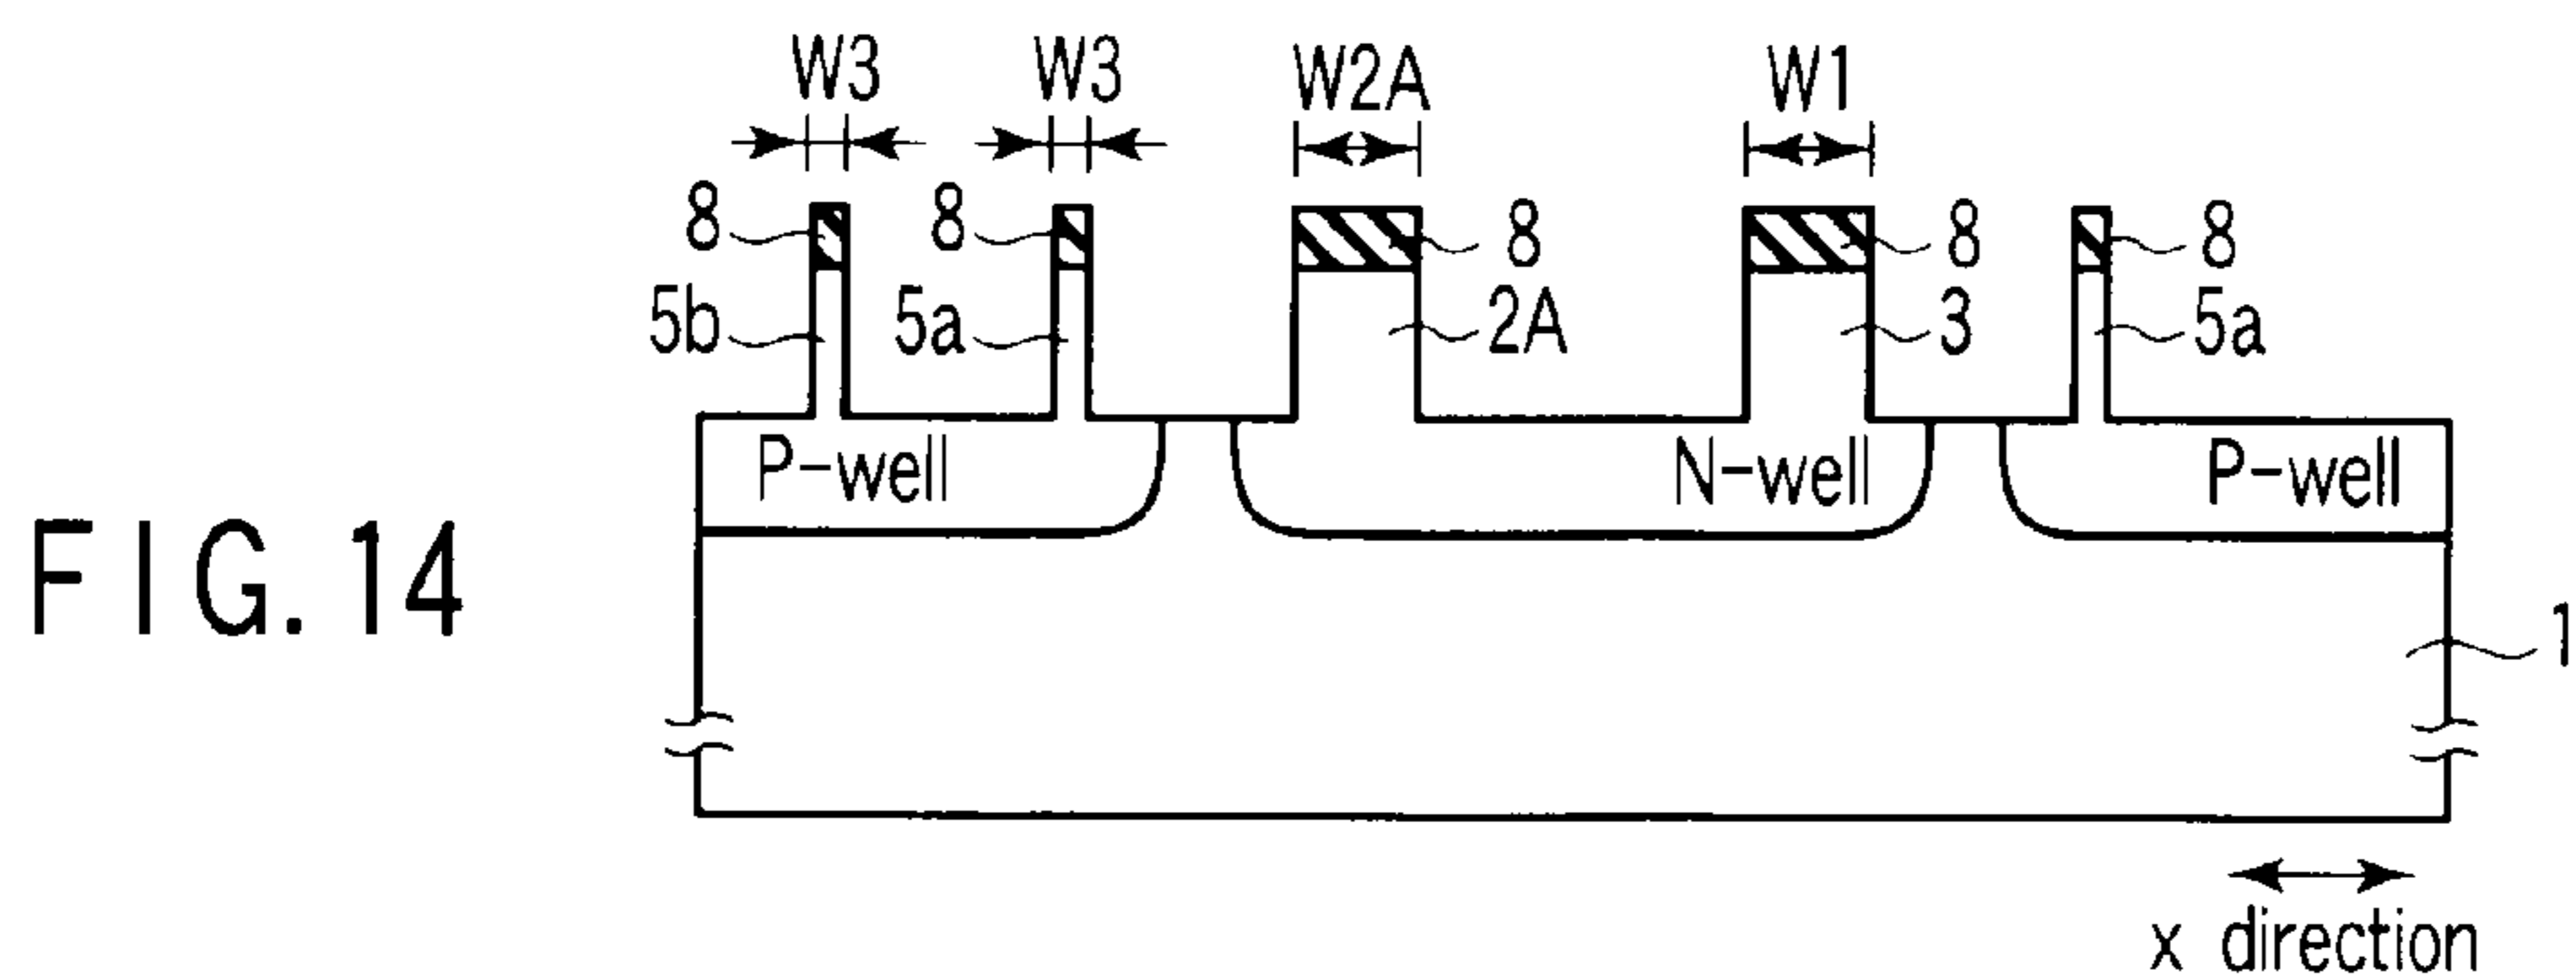 W3 W3 W2A W1
8 8 8 8 8
5b 5a 2A 3 5a
P-well N-well P-well
FIG.14
1
x direction